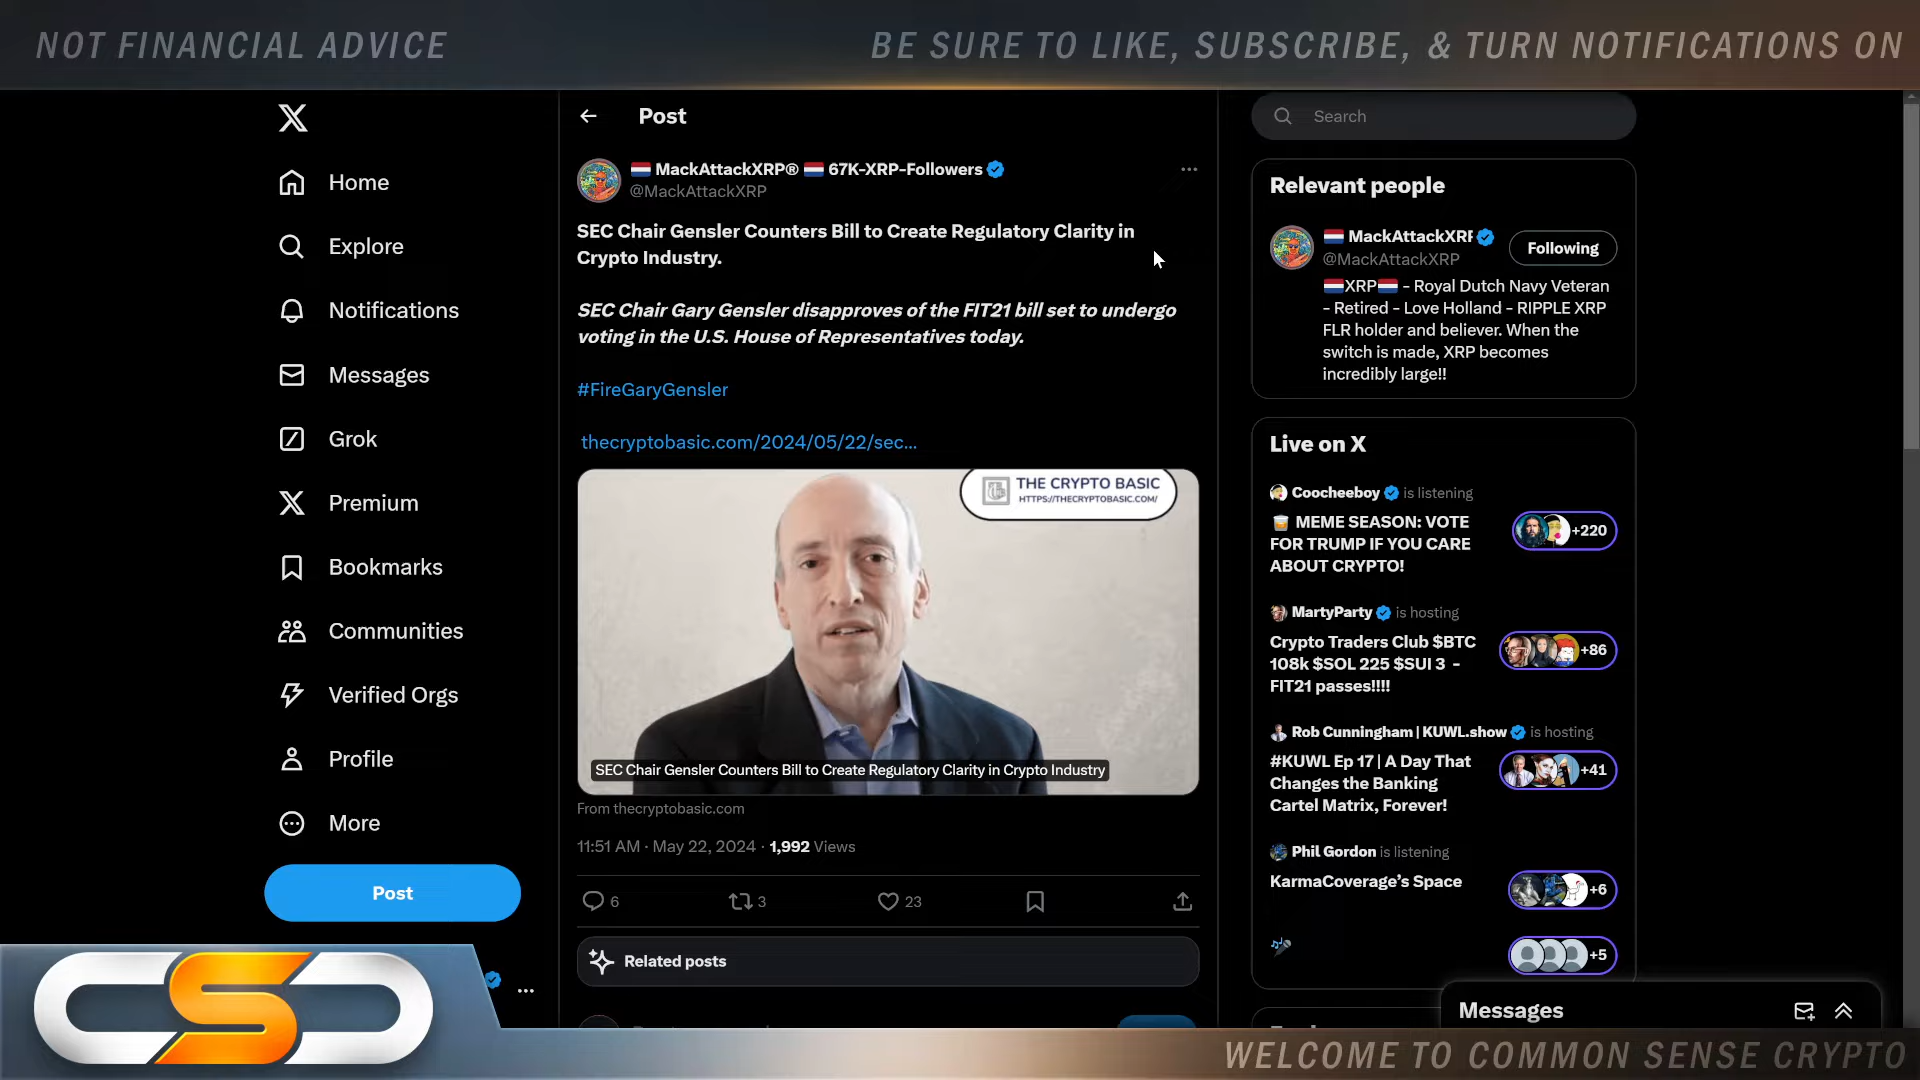 NOT FINANCIAL ADVICE
BE SURE TO LIKE, SUBSCRIBE, & TURN NOTIFICATIONS ON
Home
Explore
Notifications
Messages
Grok
Premium
Bookmarks
Communities
Verified Orgs
Profile
More
Post
Post
MackAttackXRP® 67K-XRP-Followers
@MackAttackXRP
SEC Chair Gensler Counters Bill to Create Regulatory Clarity in
Crypto Industry.
SEC Chair Gary Gensler disapproves of the FIT21 bill set to undergo
voting in the U.S. House of Representatives today.
#FireGaryGensler
thecryptobasic.com/2024/05/22/sec...
THE CRYPTO BASIC
HTTPS://THECRYPTOBASIC.COM/
SEC Chair Gensler Counters Bill to Create Regulatory Clarity in Crypto Industry
From thecryptobasic.com
11:51 AM · May 22, 2024 · 1,992 Views
6
3
23
Related posts
Search
Relevant people
MackAttackXRP
@MackAttackXRP
Following
XRP - Royal Dutch Navy Veteran
- Retired - Love Holland - RIPPLE XRP
FLR holder and believer. When the
switch is made, XRP becomes
incredibly large!!
Live on X
Coocheeboy is listening
MEME SEASON: VOTE
FOR TRUMP IF YOU CARE
ABOUT CRYPTO!
+220
MartyParty is hosting
Crypto Traders Club $BTC
108k $SOL 225 $SUI 3 -
FIT21 passes!!!!
+86
Rob Cunningham | KUWL.show is hosting
#KUWL Ep 17 | A Day That
Changes the Banking
Cartel Matrix, Forever!
+41
Phil Gordon is listening
KarmaCoverage's Space
+6
+5
Messages
CSC
WELCOME TO COMMON SENSE CRYPTO